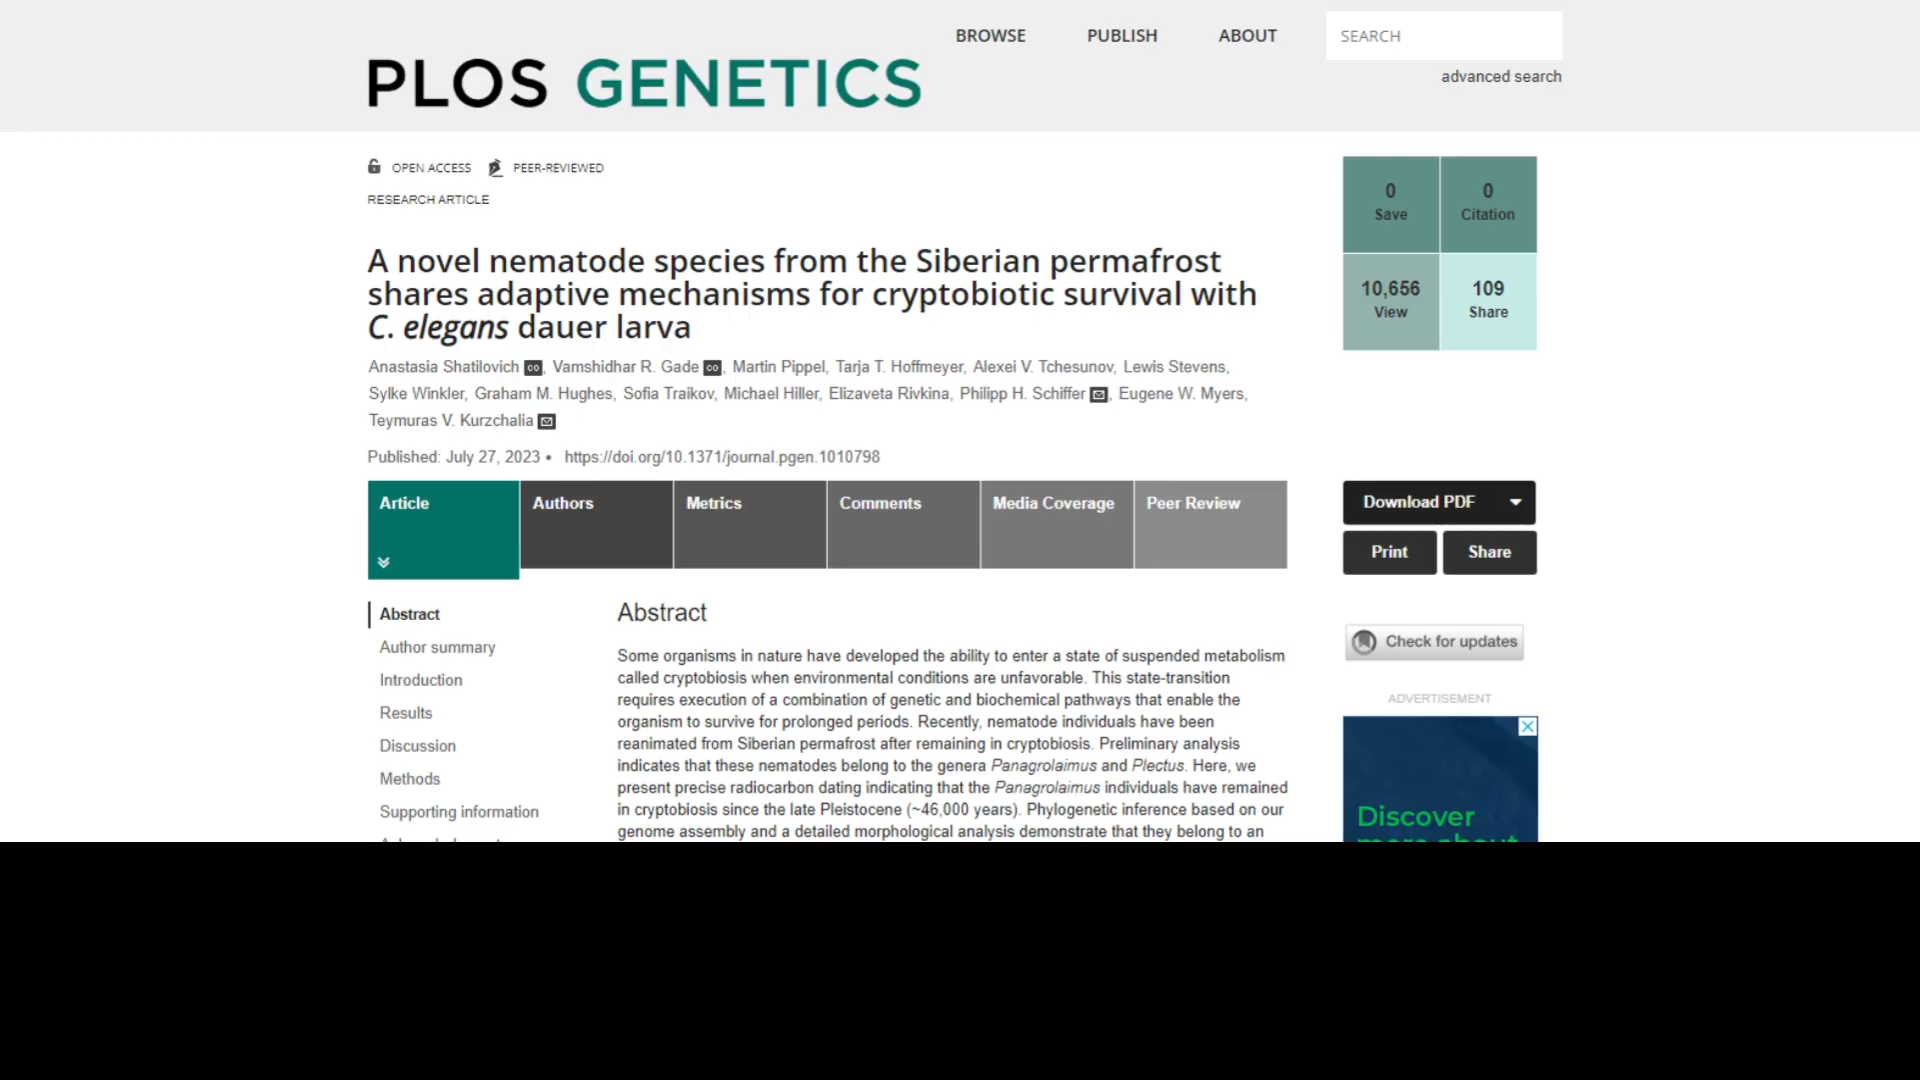 BROWSE PUBLISH ABOUT SEARCH
PLOS GENETICS
advanced search
OPEN ACCESS PEER-REVIEWED
RESEARCH ARTICLE
0 Save
0 Citation
10,656 View
109 Share
A novel nematode species from the Siberian permafrost
shares adaptive mechanisms for cryptobiotic survival with
C. elegans dauer larva
Anastasia Shatilovich co, Vamshidhar R. Gade co, Martin Pippel, Tarja T. Hoffmeyer, Alexei V. Tchesunov, Lewis Stevens,
Sylke Winkler, Graham M. Hughes, Sofia Traikov, Michael Hiller, Elizaveta Rivkina, Philipp H. Schiffer, Eugene W. Myers,
Teymuras V. Kurzchalia
Published: July 27, 2023 • https://doi.org/10.1371/journal.pgen.1010798
Article Authors Metrics Comments Media Coverage Peer Review
Download PDF
Print Share
Abstract
Author summary
Introduction
Results
Discussion
Methods
Supporting information
Abstract
Some organisms in nature have developed the ability to enter a state of suspended metabolism
called cryptobiosis when environmental conditions are unfavorable. This state-transition
requires execution of a combination of genetic and biochemical pathways that enable the
organism to survive for prolonged periods. Recently, nematode individuals have been
reanimated from Siberian permafrost after remaining in cryptobiosis. Preliminary analysis
indicates that these nematodes belong to the genera Panagrolaimus and Plectus. Here, we
present precise radiocarbon dating indicating that the Panagrolaimus individuals have remained
in cryptobiosis since the late Pleistocene (~46,000 years). Phylogenetic inference based on our
genome assembly and a detailed morphological analysis demonstrate that they belong to an
Check for updates
ADVERTISEMENT
Discover
more about